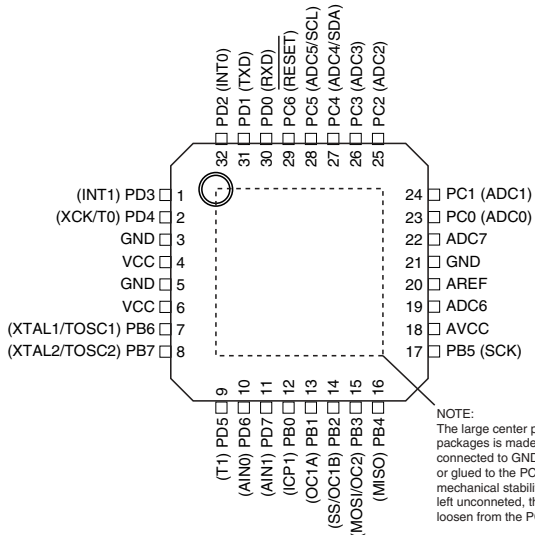 32 PD2 (INT0)
31 PD1 (TXD)
30 PD0 (RXD)
29 PC6 (RESET)
28 PC5 (ADC5/SCL)
27 PC4 (ADC4/SDA)
26 PC3 (ADC3)
25 PC2 (ADC2)
(INT1) PD3 1
(XCK/T0) PD4 2
GND 3
VCC 4
GND 5
VCC 6
(XTAL1/TOSC1) PB6 7
(XTAL2/TOSC2) PB7 8
24 PC1 (ADC1)
23 PC0 (ADC0)
22 ADC7
21 GND
20 AREF
19 ADC6
18 AVCC
17 PB5 (SCK)
(T1) PD5 9
(AIN0) PD6 10
(AIN1) PD7 11
(ICP1) PB0 12
(OC1A) PB1 13
(SS/OC1B) PB2 14
(MOSI/OC2) PB3 15
(MISO) PB4 16
NOTE:
The large center p
packages is made
connected to GND
or glued to the PC
mechanical stabili
left unconneted, th
loosen from the PC